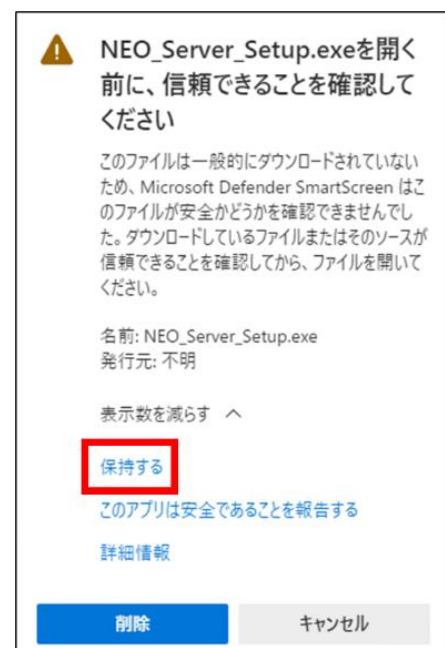 NEO_Server_Setup.exeを開く
前に、信頼できることを確認して
ください
このファイルは一般的にダウンロードされていない
ため、Microsoft Defender SmartScreen はこ
のファイルが安全かどうかを確認できませんでし
た。ダウンロードしているファイルまたはそのソースが
信頼できることを確認してから、ファイルを開いて
ください。
名前: NEO_Server_Setup.exe
発行元: 不明
表示数を減らす
保持する
このアプリは安全であることを報告する
詳細情報
削除
キャンセル